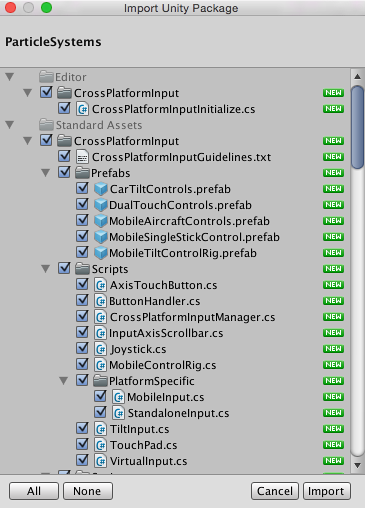 Import Unity Package
ParticleSystems
Editor
CrossPlatformInput NEW
CrossPlatformInputInitialize.cs NEW
Standard Assets
CrossPlatformInput NEW
CrossPlatformInputGuidelines.txt NEW
Prefabs NEW
CarTiltControls.prefab NEW
DualTouchControls.prefab NEW
MobileAircraftControls.prefab NEW
MobileSingleStickControl.prefab NEW
MobileTiltControlRig.prefab NEW
Scripts NEW
AxisTouchButton.cs NEW
ButtonHandler.cs NEW
CrossPlatformInputManager.cs NEW
InputAxisScrollbar.cs NEW
Joystick.cs NEW
MobileControlRig.cs NEW
PlatformSpecific NEW
MobileInput.cs NEW
StandaloneInput.cs NEW
TiltInput.cs NEW
TouchPad.cs NEW
VirtualInput.cs NEW
All None Cancel Import